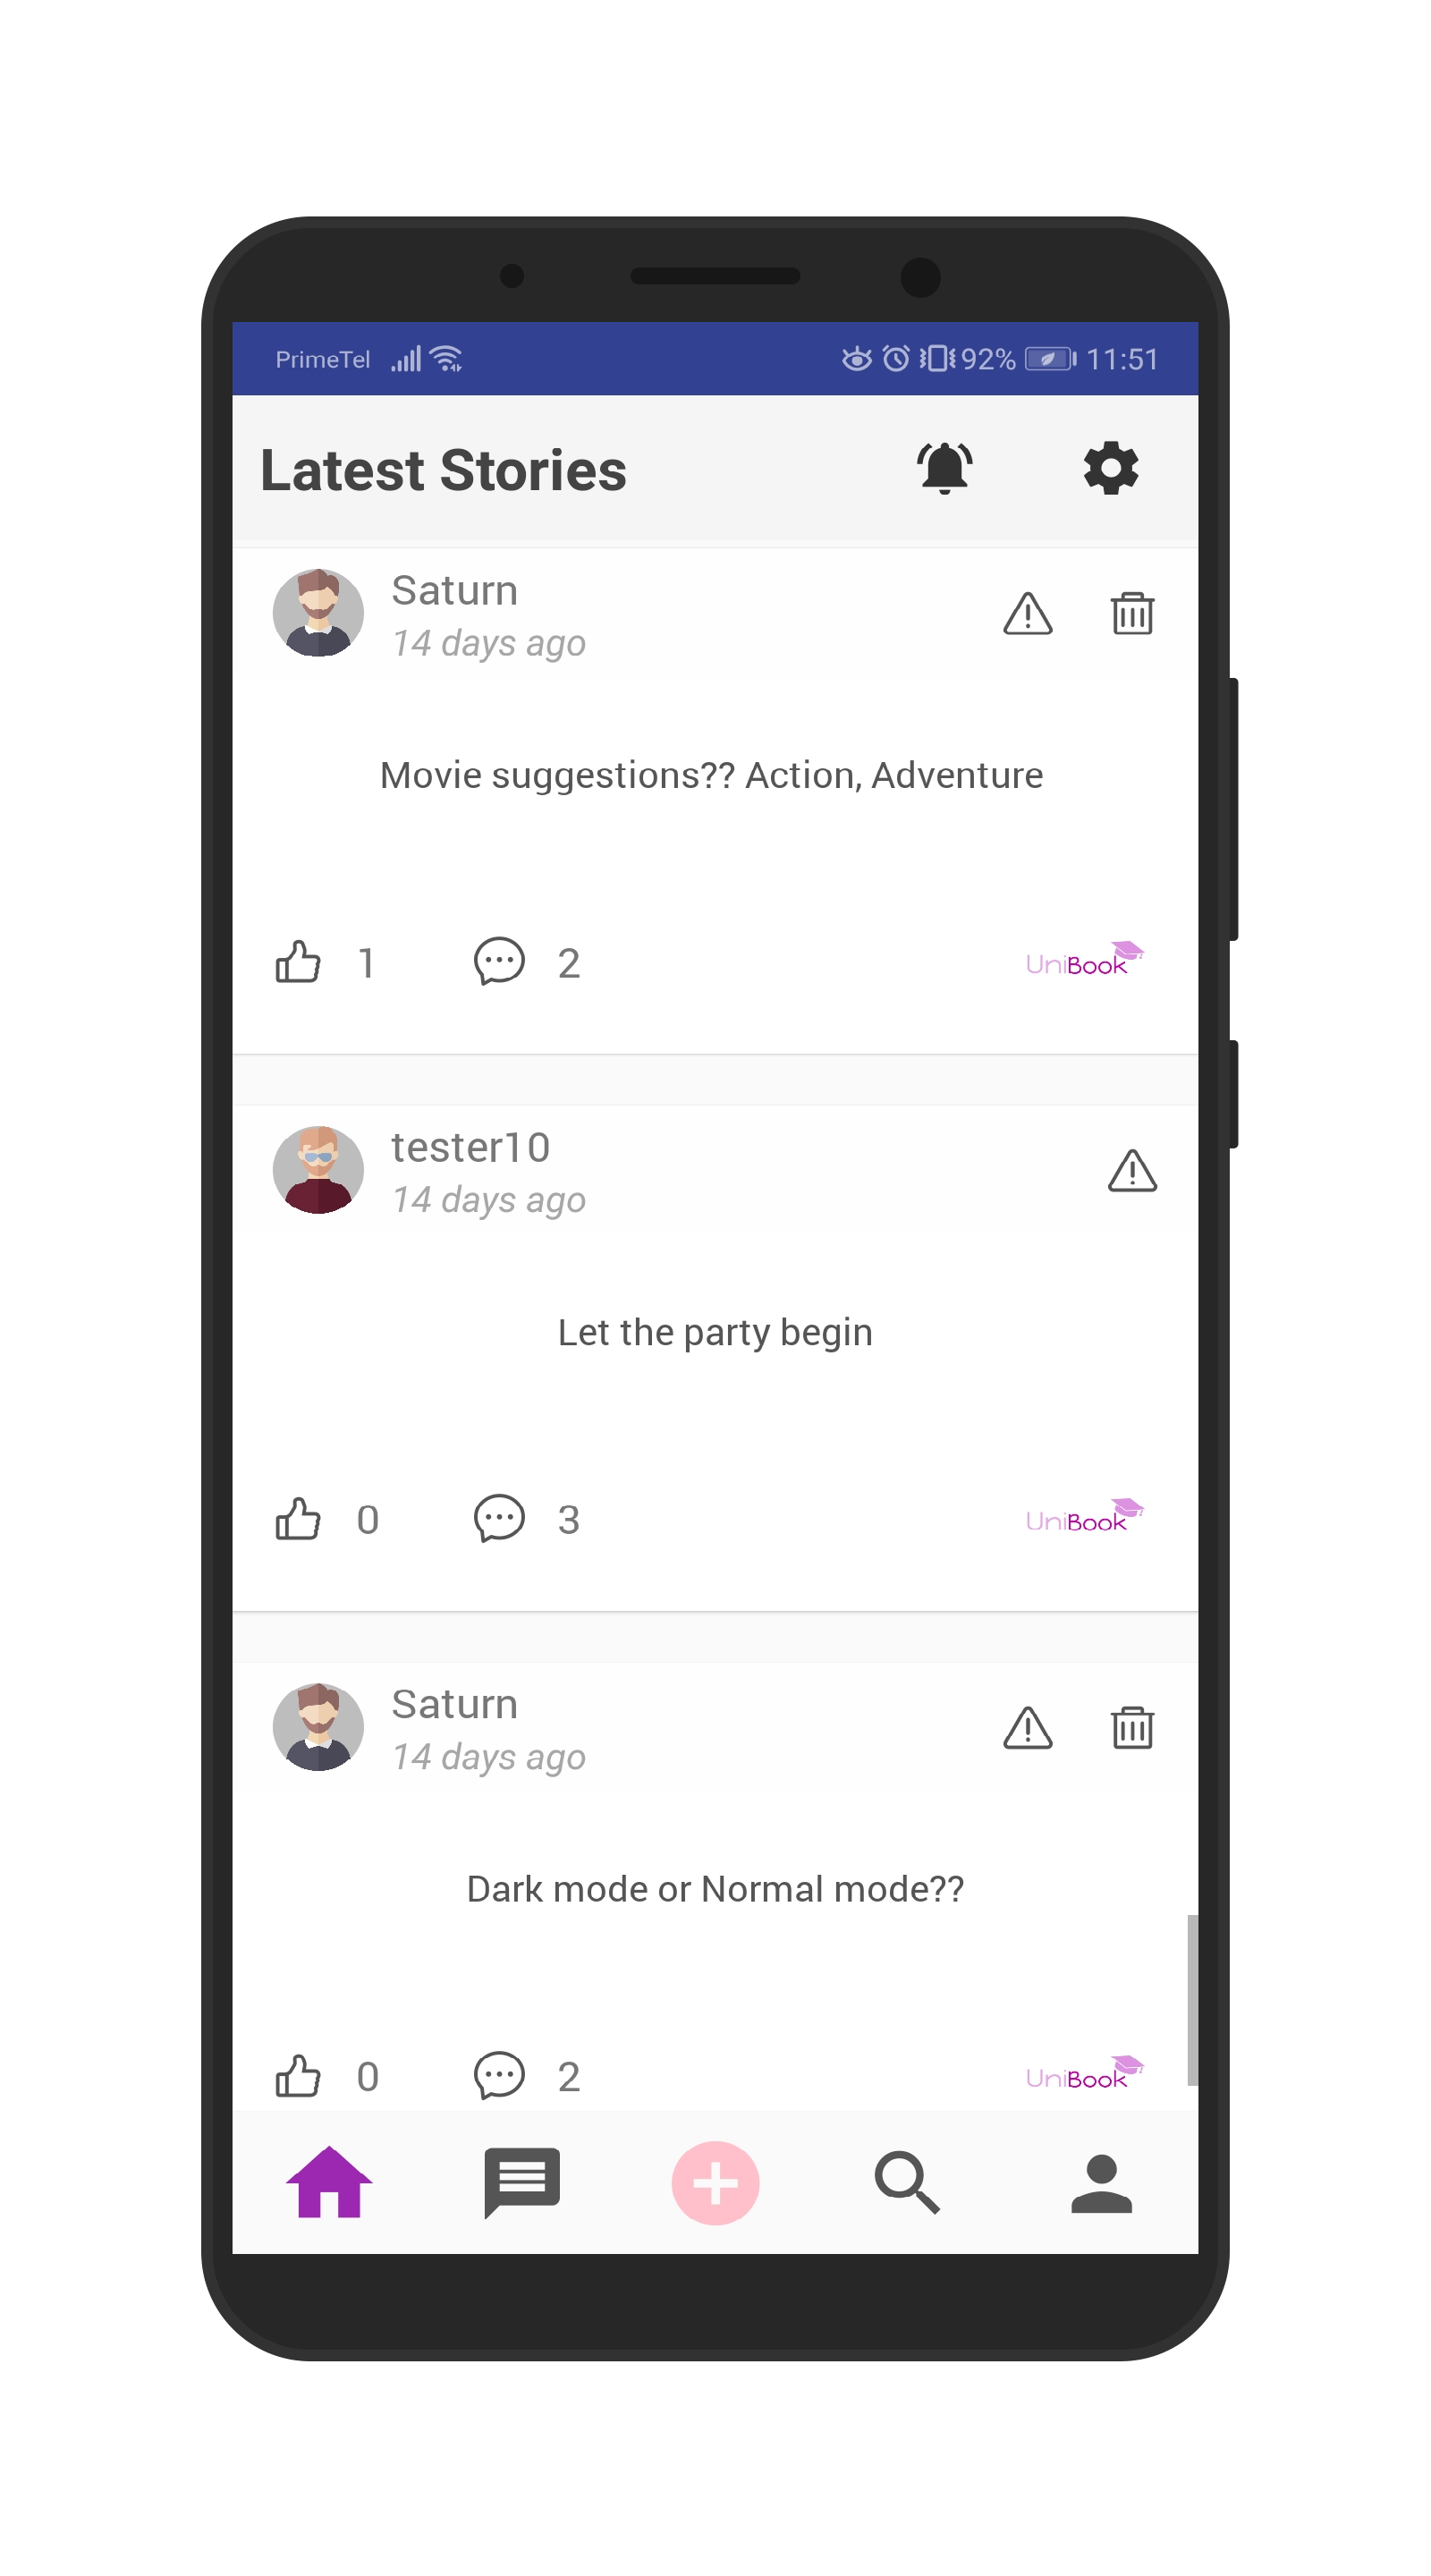 PrimeTel 92% 11:51
Latest Stories
Saturn
14 days ago
Movie suggestions?? Action, Adventure
1 2 UniBook
tester10
14 days ago
Let the party begin
0 3 UniBook
Saturn
14 days ago
Dark mode or Normal mode??
0 2 UniBook